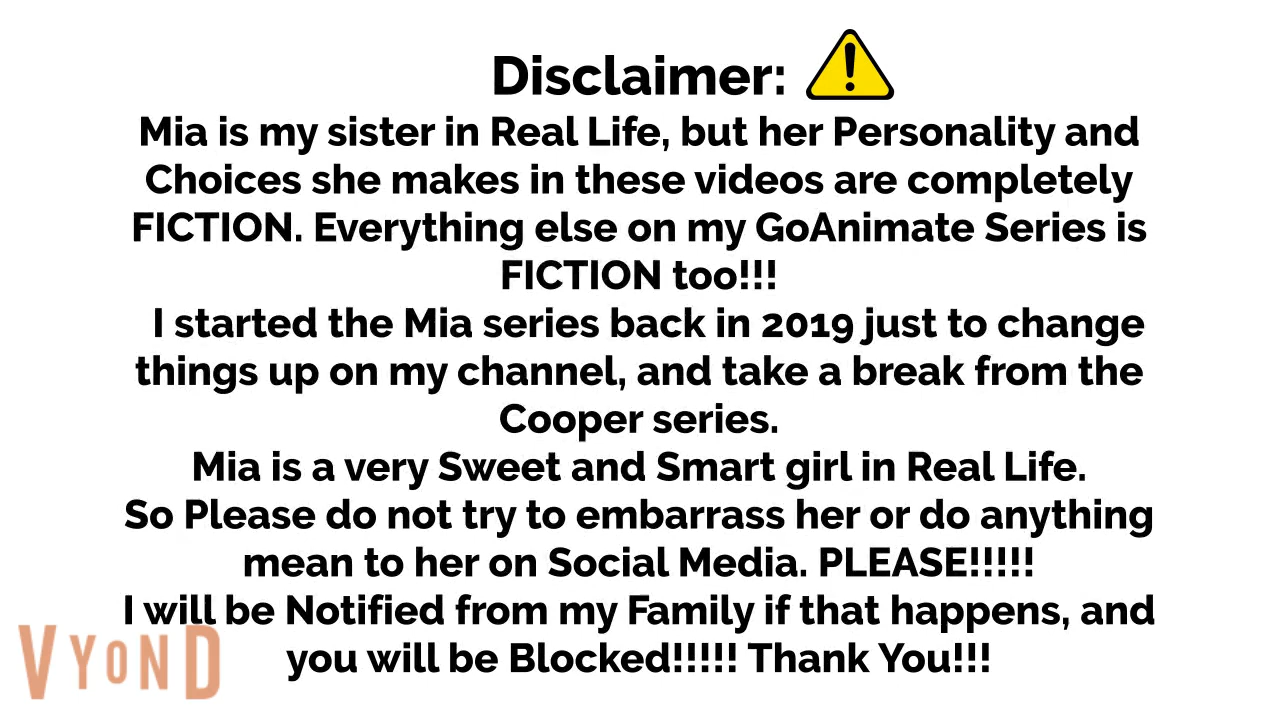 Disclaimer:
Mia is my sister in Real Life, but her Personality and
Choices she makes in these videos are completely
FICTION. Everything else on my GoAnimate Series is
FICTION too!!!
I started the Mia series back in 2019 just to change
things up on my channel, and take a break from the
Cooper series.
Mia is a very Sweet and Smart girl in Real Life.
So Please do not try to embarrass her or do anything
mean to her on Social Media. PLEASE!!!!!
I will be Notified from my Family if that happens, and
you will be Blocked!!!!! Thank You!!!
VYOND